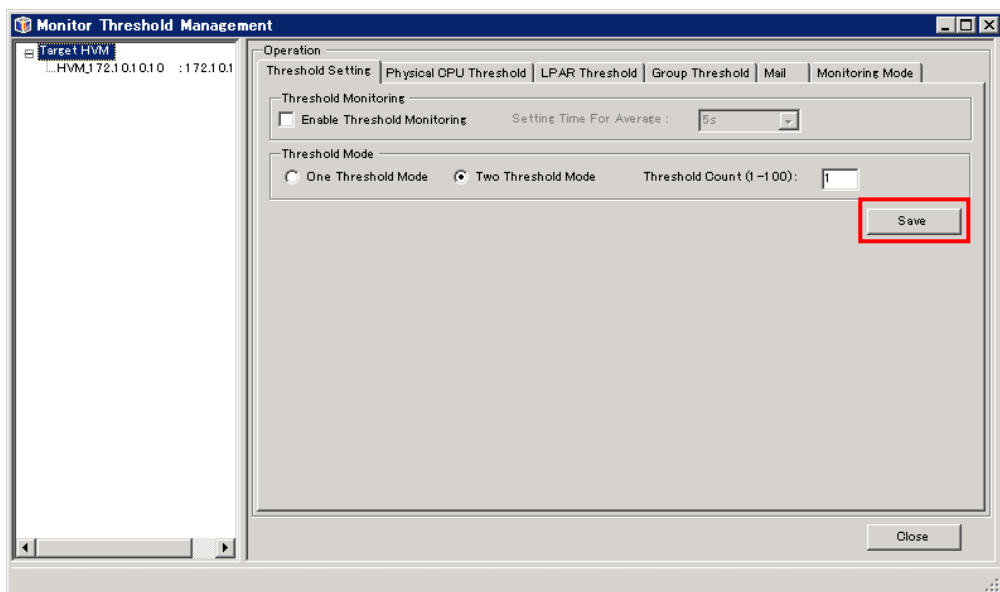 Monitor Threshold Management
Target HVM
HVM_172.10.10.10 :172.10.1
Operation
Threshold Setting
Physical CPU Threshold
LPAR Threshold
Group Threshold
Mail
Monitoring Mode
Threshold Monitoring
Enable Threshold Monitoring
Setting Time For Average :
5s
Threshold Mode
One Threshold Mode
Two Threshold Mode
Threshold Count (1-100):
1
Save
Close